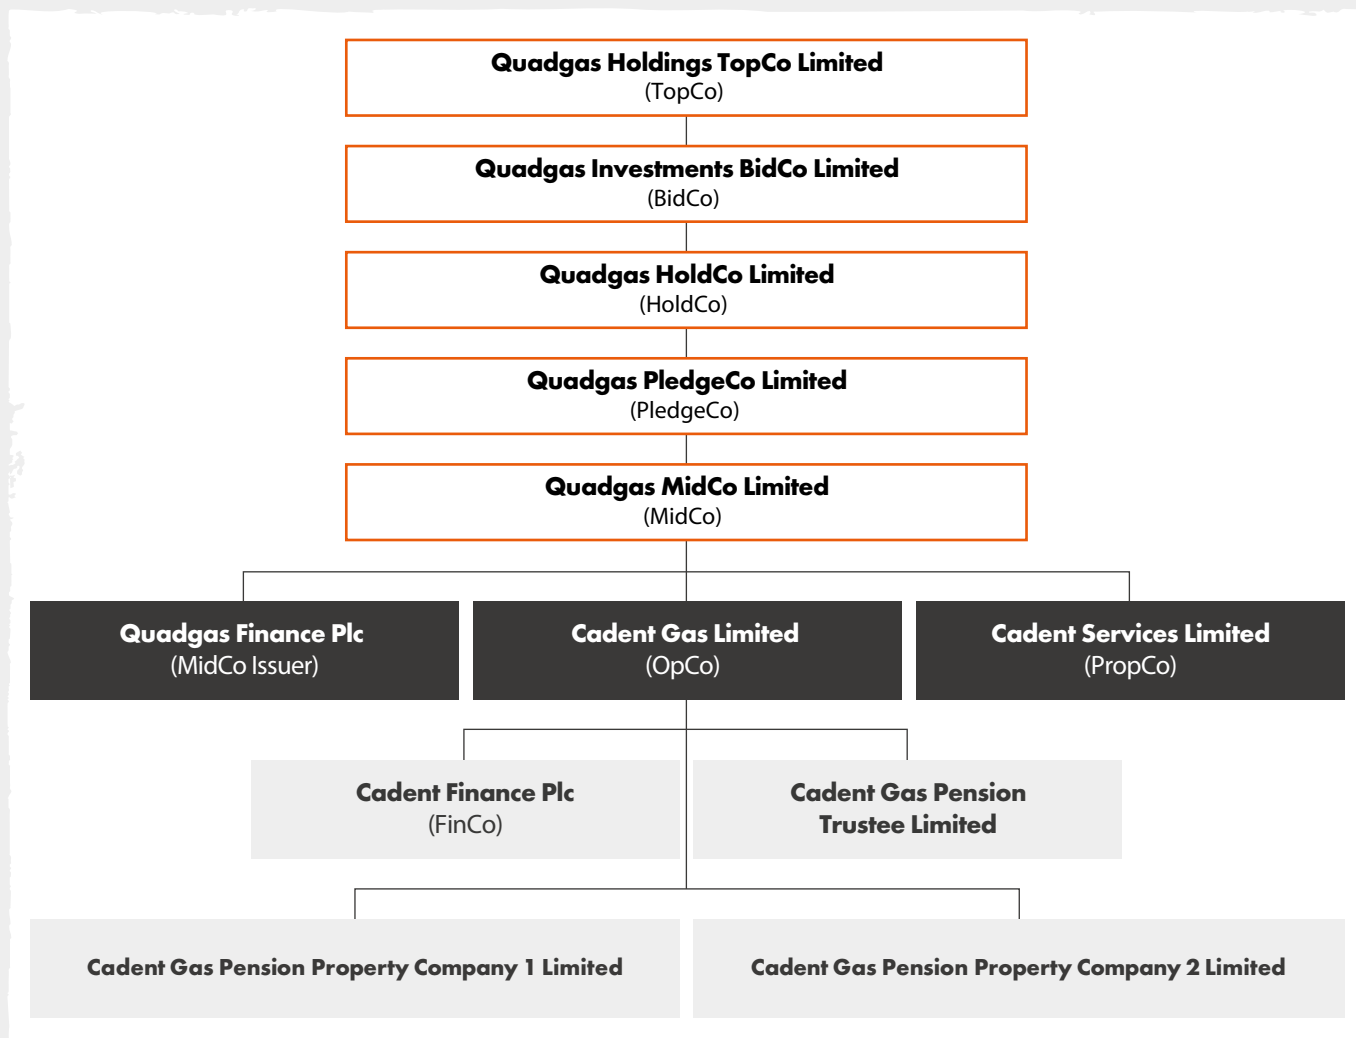 Quadgas Holdings TopCo Limited
(TopCo)
Quadgas Investments BidCo Limited
(BidCo)
Quadgas HoldCo Limited
(HoldCo)
Quadgas PledgeCo Limited
(PledgeCo)
Quadgas MidCo Limited
(MidCo)
Quadgas Finance Plc
(MidCo Issuer)
Cadent Gas Limited
(OpCo)
Cadent Services Limited
(PropCo)
Cadent Finance Plc
(FinCo)
Cadent Gas Pension
Trustee Limited
Cadent Gas Pension Property Company 1 Limited
Cadent Gas Pension Property Company 2 Limited